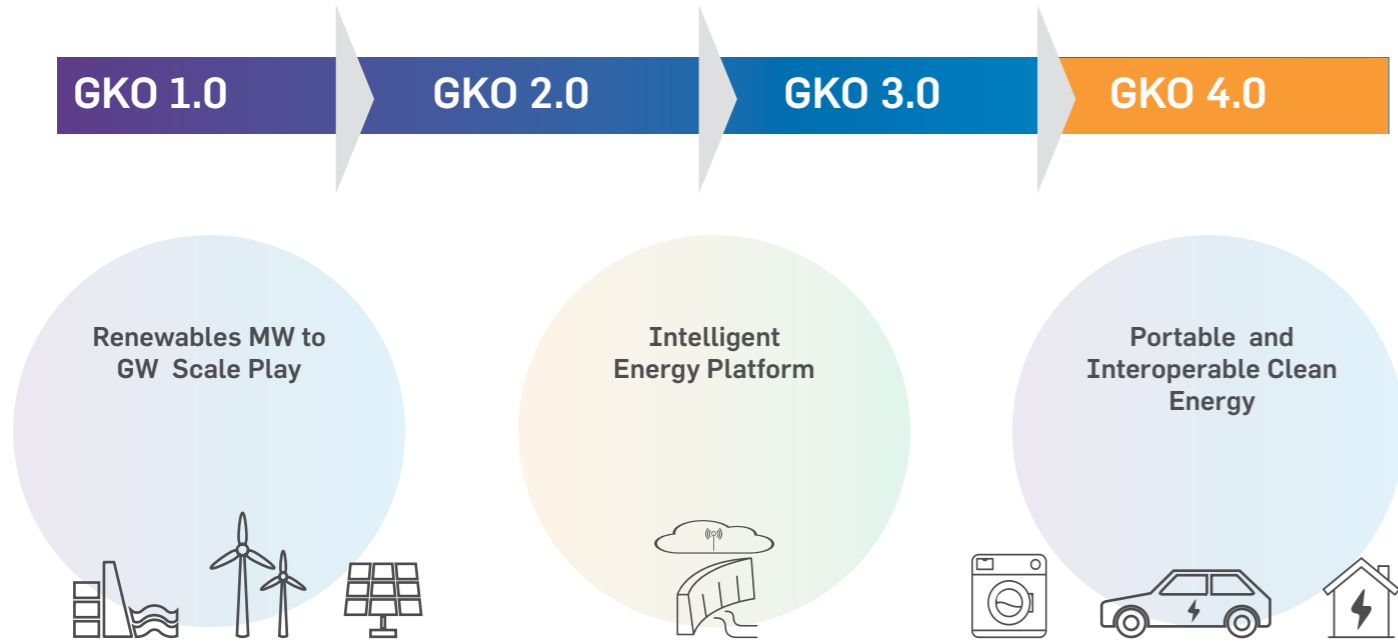 GKO 1.0
GKO 2.0
GKO 3.0
GKO 4.0
Renewables MW to
GW Scale Play
Intelligent
Energy Platform
Portable and
Interoperable Clean
Energy